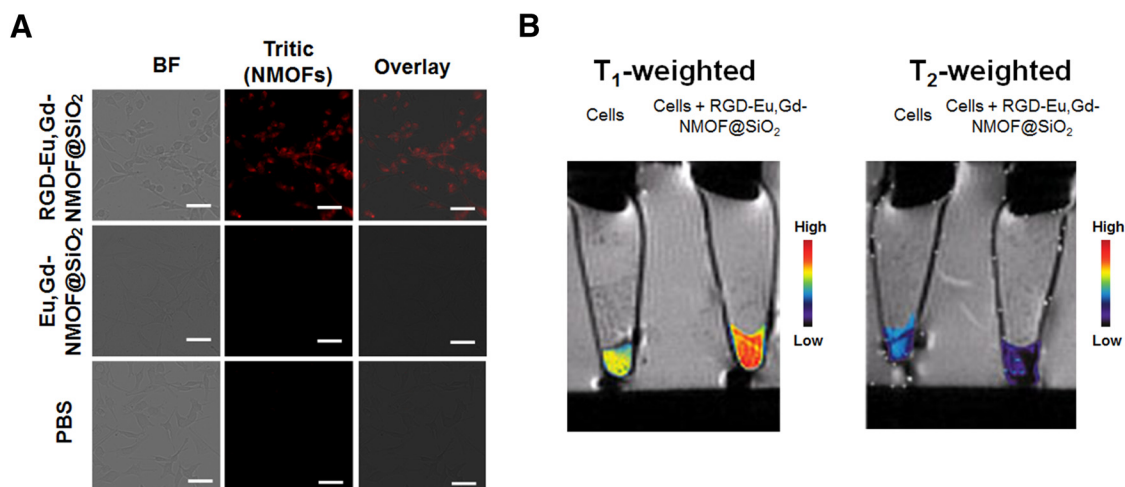 A
BF
Tritic
(NMOFs)
Overlay
RGD-Eu,Gd-
NMOF@SiO₂
Eu,Gd-
NMOF@SiO₂
PBS
B
T₁-weighted
Cells
Cells + RGD-Eu,Gd-
NMOF@SiO₂
High
Low
T₂-weighted
Cells
Cells + RGD-Eu,Gd-
NMOF@SiO₂
High
Low